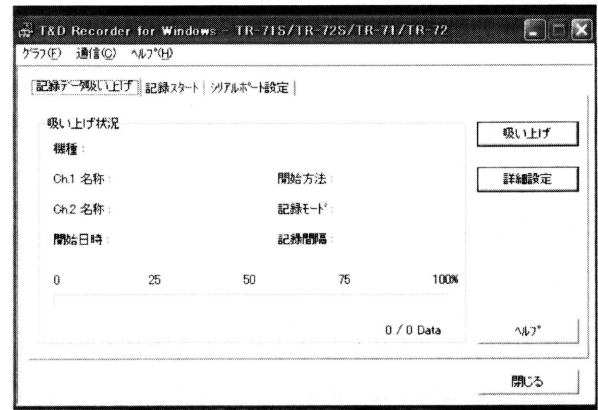 T&D Recorder for Windows - TR-71S/TR-72S/TR-71/TR-72
ｸﾞﾗﾌ(F) 通信(C) ﾍﾙﾌﾟ(H)
記録ﾃﾞｰﾀ吸い上げ 記録ｽﾀｰﾄ ｼﾘｱﾙﾎﾟｰﾄ設定
吸い上げ状況
吸い上げ
機種 :
Ch.1 名称 : 開始方法 :
詳細設定
Ch.2 名称 : 記録ﾓｰﾄﾞ :
開始日時 : 記録間隔 :
0 25 50 75 100%
0 / 0 Data
ﾍﾙﾌﾟ
閉じる